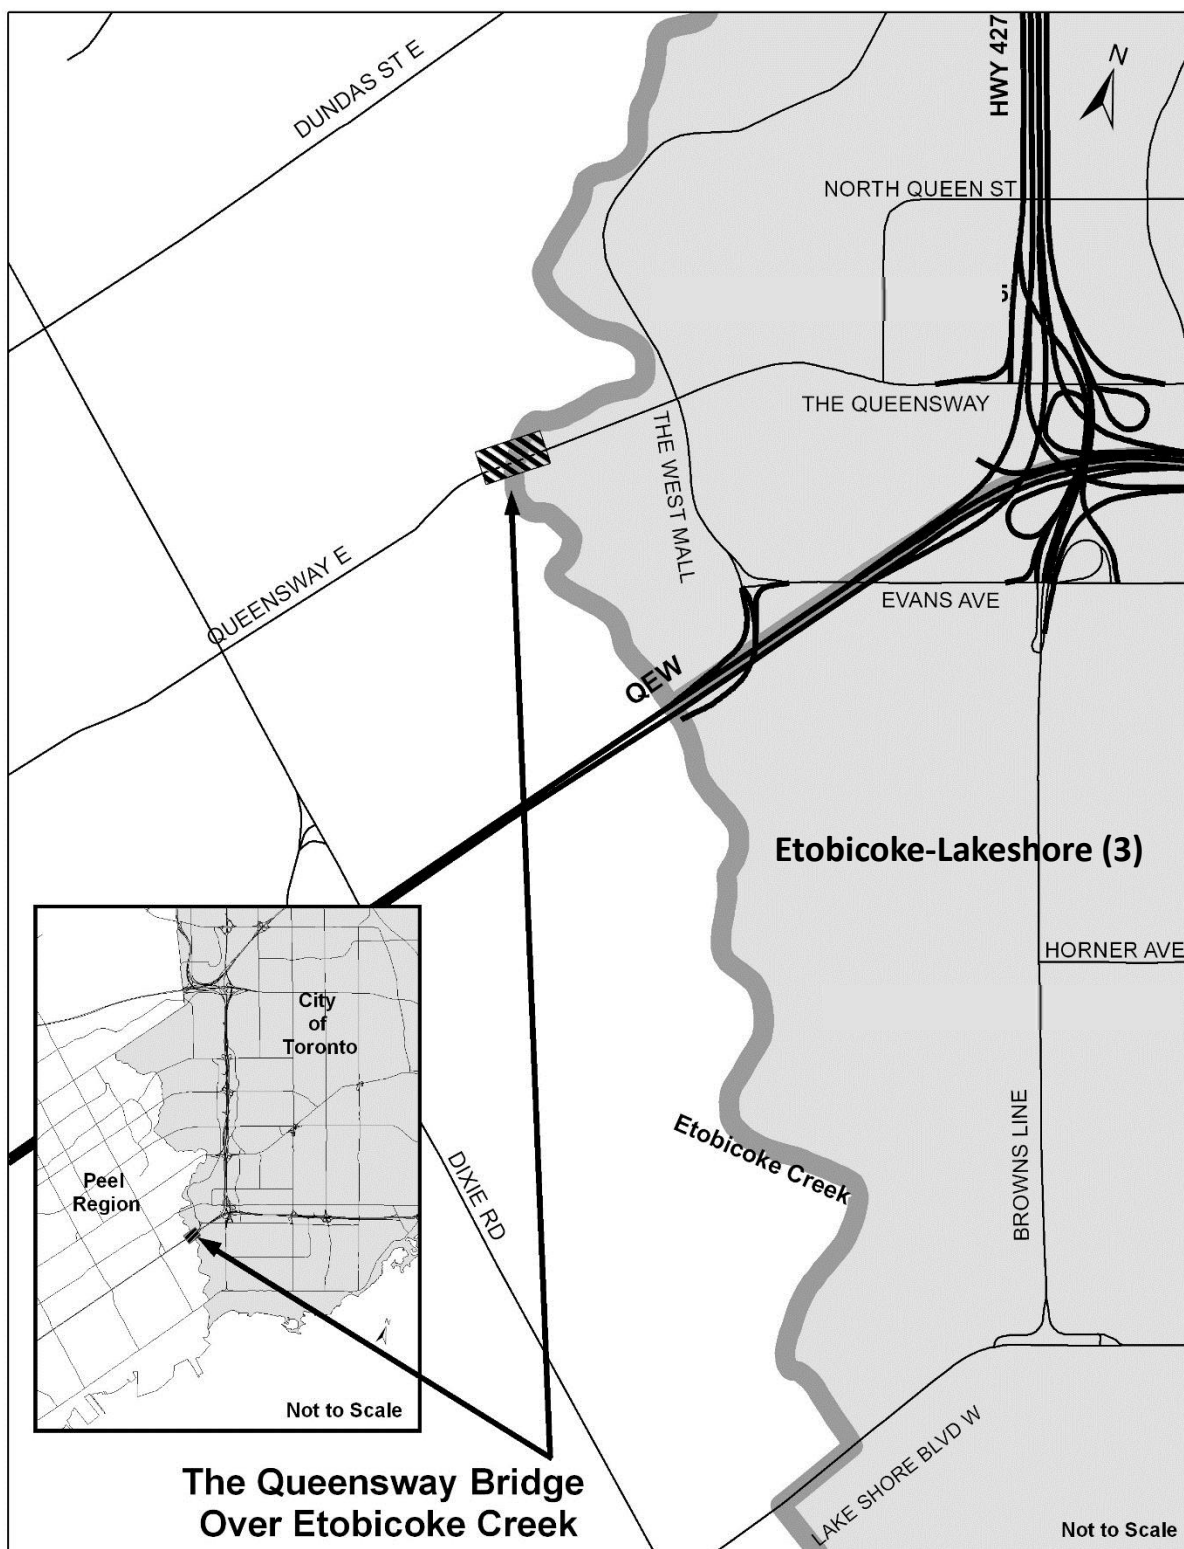 DUNDAS ST E
HWY 427
N
NORTH QUEEN ST
5
THE QUEENSWAY
THE WEST MALL
QUEENSWAY E
EVANS AVE
QEW
Etobicoke-Lakeshore (3)
HORNER AVE
City
of
Toronto
Peel
Region
N
Not to Scale
Etobicoke Creek
DIXIE RD
BROWNS LINE
LAKE SHORE BLVD W
The Queensway Bridge
Over Etobicoke Creek
Not to Scale